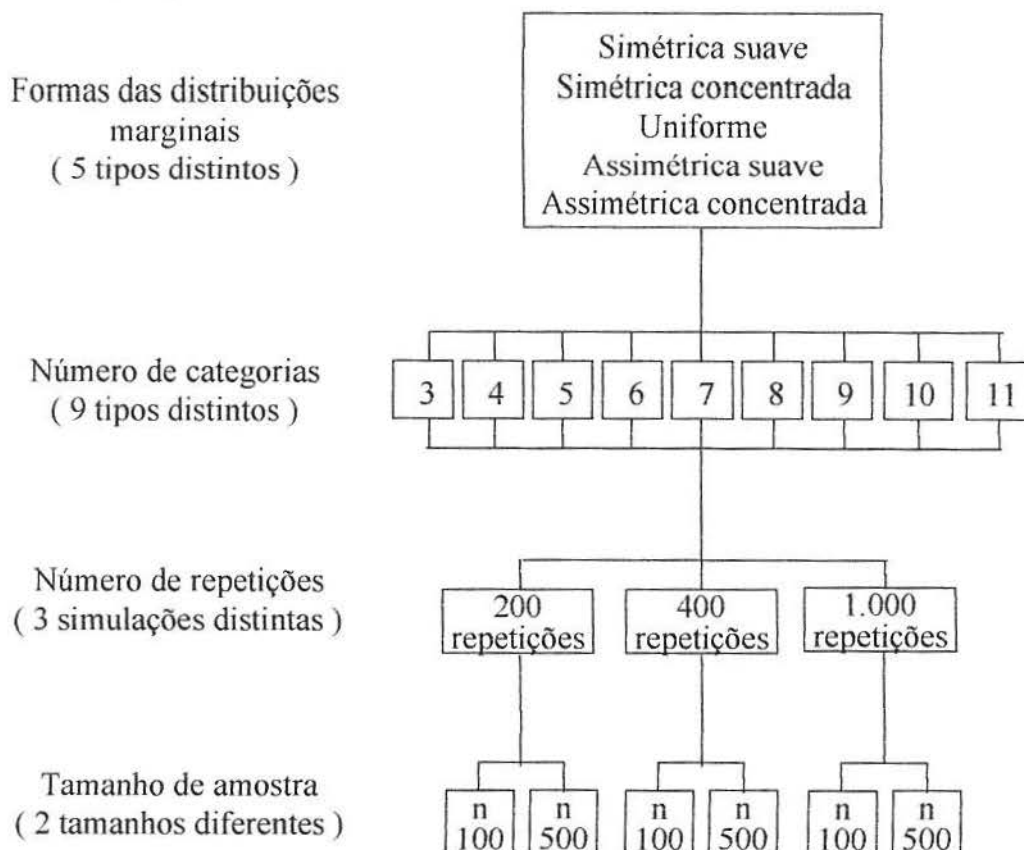 Formas das distribuições
marginais
( 5 tipos distintos )
Simétrica suave
Simétrica concentrada
Uniforme
Assimétrica suave
Assimétrica concentrada
Número de categorias
( 9 tipos distintos )
3 4 5 6 7 8 9 10 11
Número de repetições
( 3 simulações distintas )
200
repetições
400
repetições
1.000
repetições
Tamanho de amostra
( 2 tamanhos diferentes )
n
100
n
500
n
100
n
500
n
100
n
500